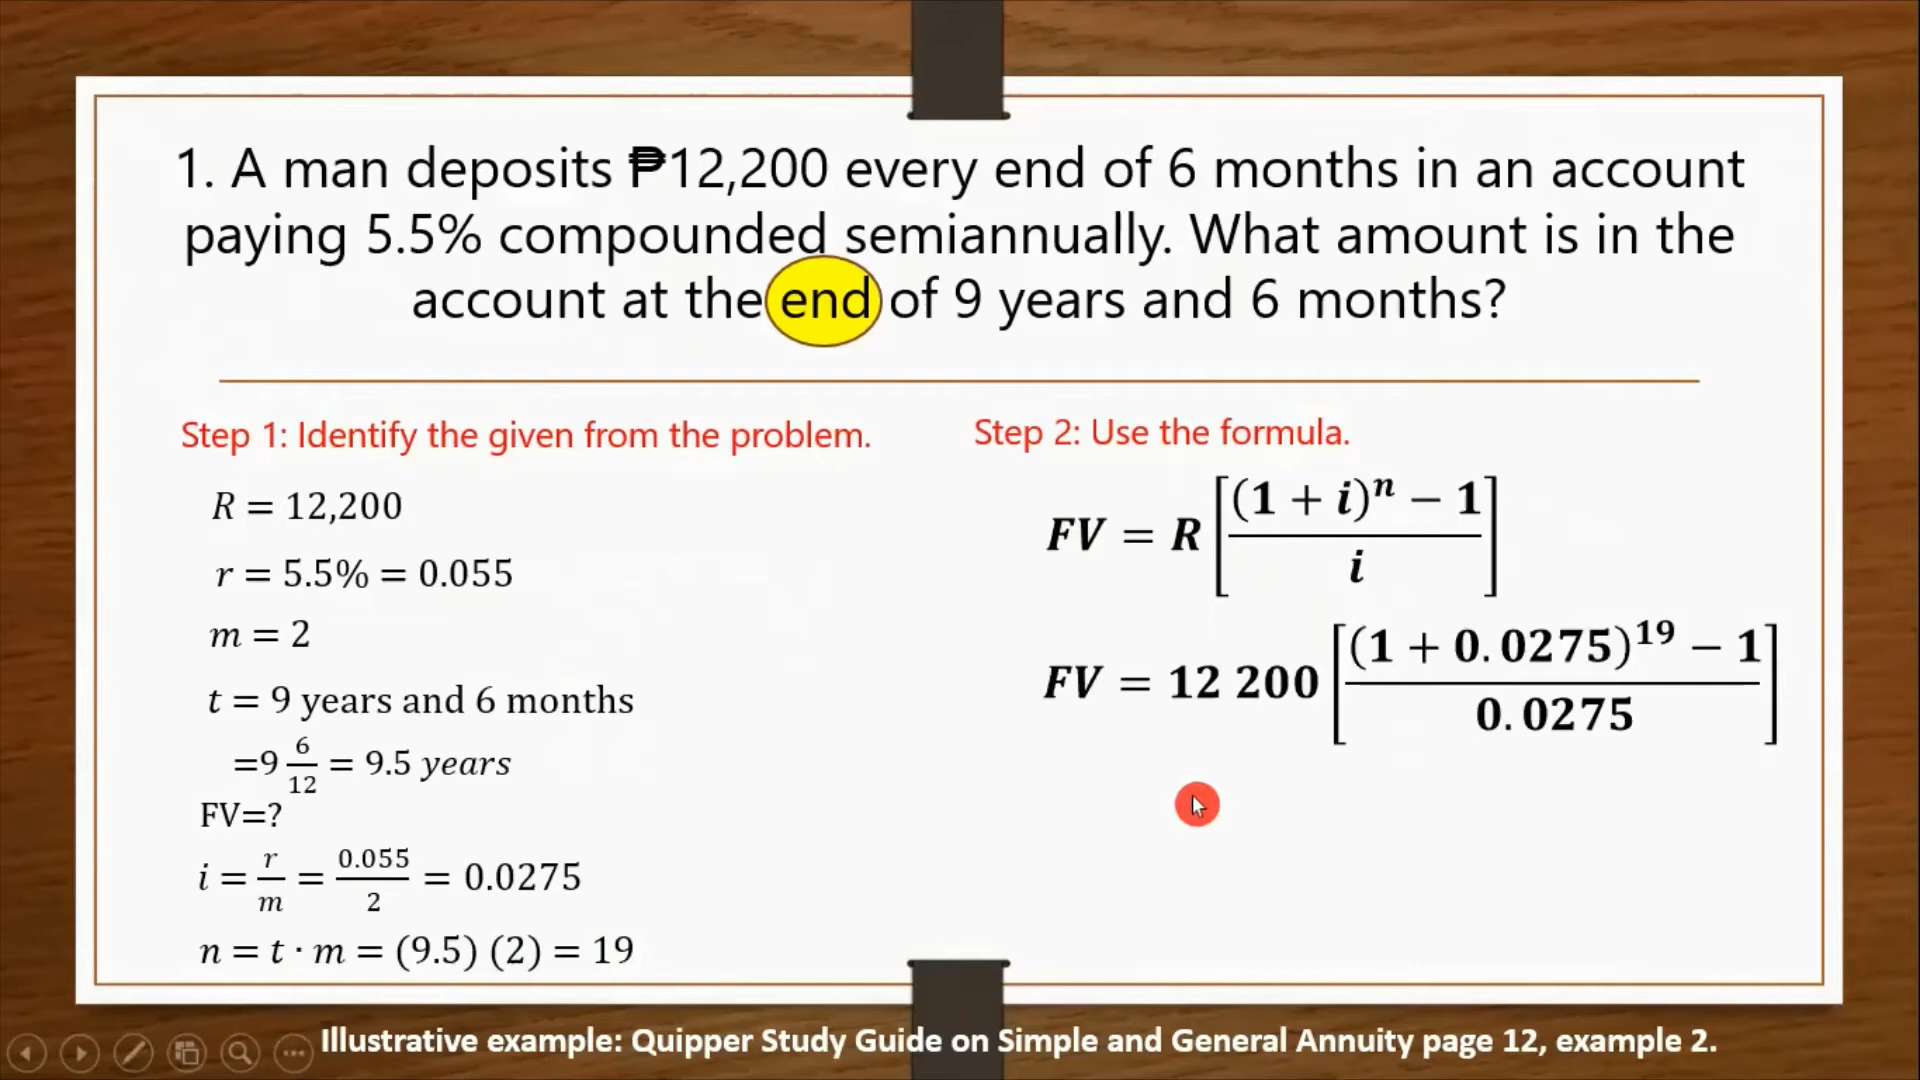 1. A man deposits ₱12,200 every end of 6 months in an account
paying 5.5% compounded semiannually. What amount is in the
account at the end of 9 years and 6 months?
Step 1: Identify the given from the problem.
R = 12,200
r = 5.5% = 0.055
m = 2
t = 9 years and 6 months
=9 6/12 = 9.5 years
FV=?
i = r/m = 0.055/2 = 0.0275
n = t · m = (9.5) (2) = 19
Step 2: Use the formula.
FV = R [((1 + i)^n − 1)/i]
FV = 12 200 [((1 + 0.0275)^19 − 1)/0.0275]
Illustrative example: Quipper Study Guide on Simple and General Annuity page 12, example 2.